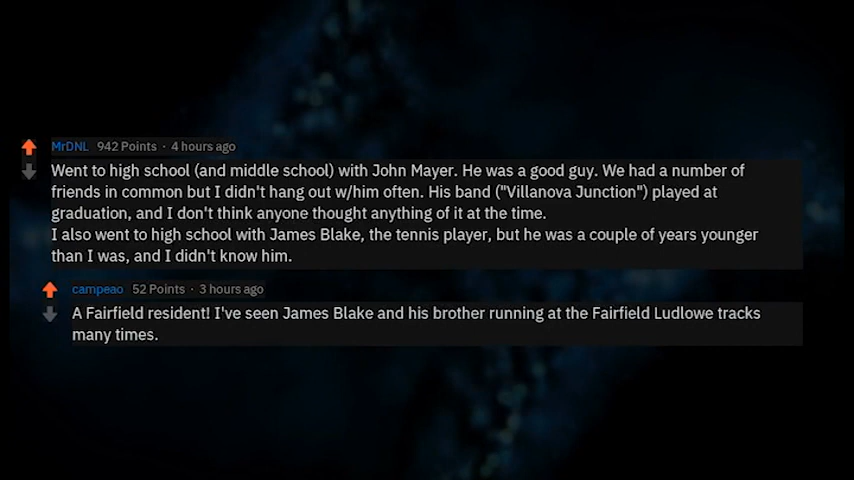 MrDNL 942 Points · 4 hours ago
Went to high school (and middle school) with John Mayer. He was a good guy. We had a number of
friends in common but I didn't hang out w/him often. His band ("Villanova Junction") played at
graduation, and I don't think anyone thought anything of it at the time.
I also went to high school with James Blake, the tennis player, but he was a couple of years younger
than I was, and I didn't know him.
campeao 52 Points · 3 hours ago
A Fairfield resident! I've seen James Blake and his brother running at the Fairfield Ludlowe tracks
many times.